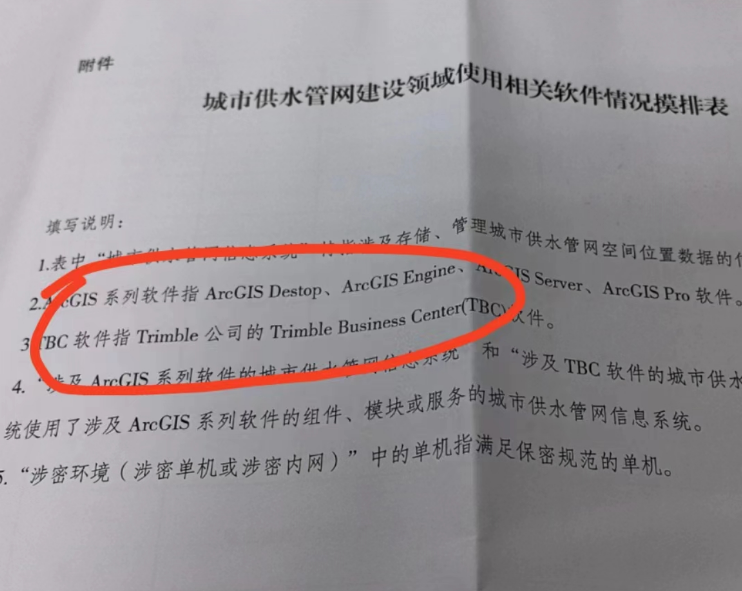 附件
城市供水管网建设领域使用相关软件情况摸排表
填写说明：
1.表中“城市供水管网信息系统”特指涉及存储、管理城市供水管网空间位置数据的
2.ArcGIS 系列软件指 ArcGIS Destop、ArcGIS Engine、ArcGIS Server、ArcGIS Pro 软件。
3.TBC 软件指 Trimble 公司的 Trimble Business Center(TBC)软件。
4. “涉及 ArcGIS 系列软件的城市供水管网信息系统”和“涉及 TBC 软件的城市供水
统使用了涉及 ArcGIS 系列软件的组件、模块或服务的城市供水管网信息系统。
5. “涉密环境（涉密单机或涉密内网）”中的单机指满足保密规范的单机。